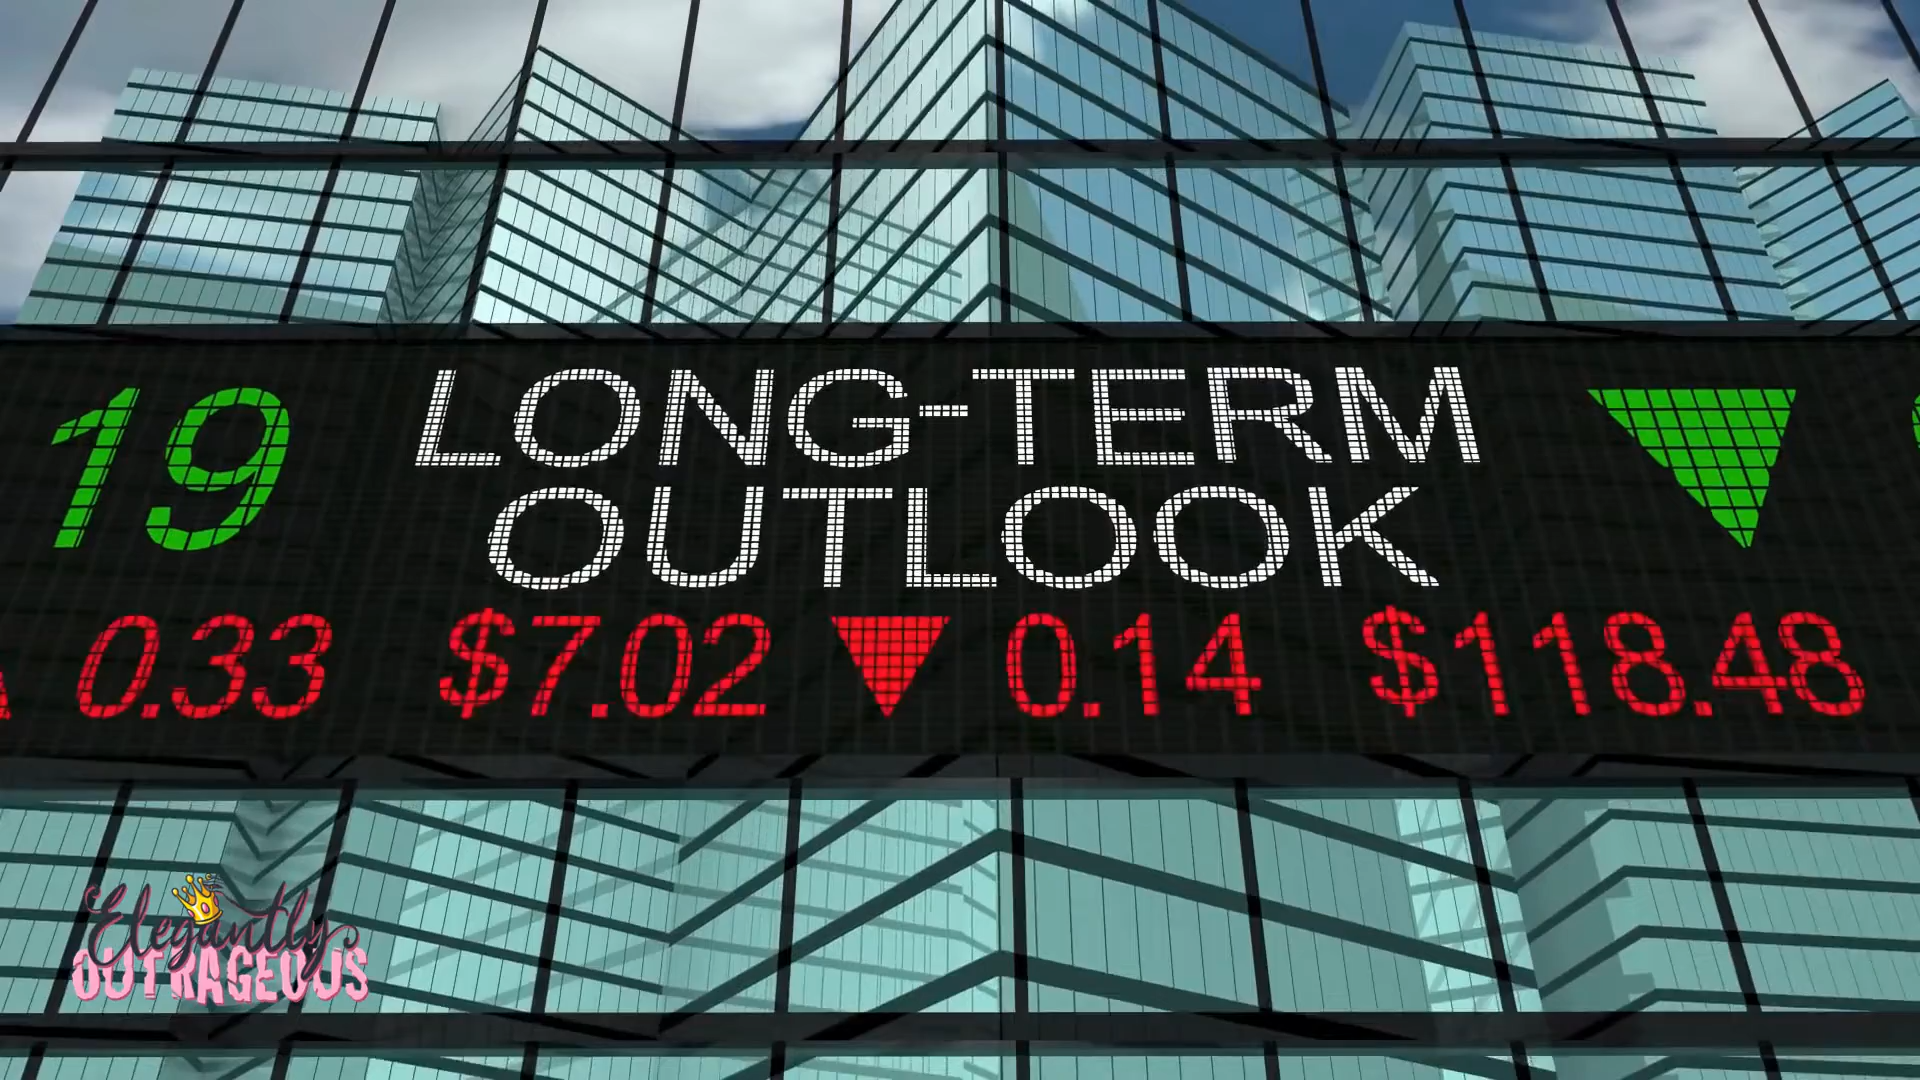 19 LONG-TERM
OUTLOOK
0.33 $7.02 0.14 $118.48
Elegantly
OUTRAGEOUS